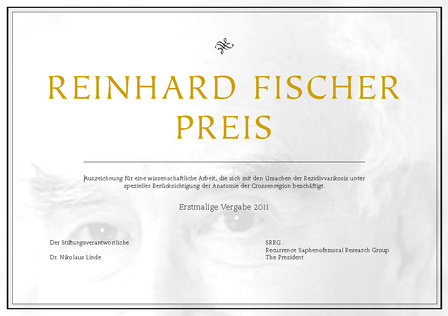 REINHARD FISCHER
PREIS
Auszeichnung für eine wissenschaftliche Arbeit, die sich mit den Ursachen der Rezidivvarikosis unter
spezieller Berücksichtigung der Anatomie der Crossenregion beschäftigt.
Erstmalige Vergabe 2011
Der Stiftungsverantwortliche
Dr. Nikolaus Linde
SRRG
Recurrence Saphenofemoral Research Group
The President